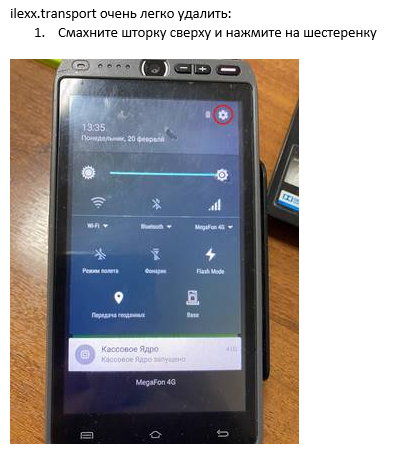 ilexx.transport очень легко удалить:
1. Смахните шторку сверху и нажмите на шестеренку
13:35
Понедельник, 20 февраля
Wi-Fi Bluetooth MegaFon 4G
Режим полета Фонарик Flash Mode
Передача геоданных Base
Кассовое Ядро
Кассовое Ядро запущено
MegaFon 4G